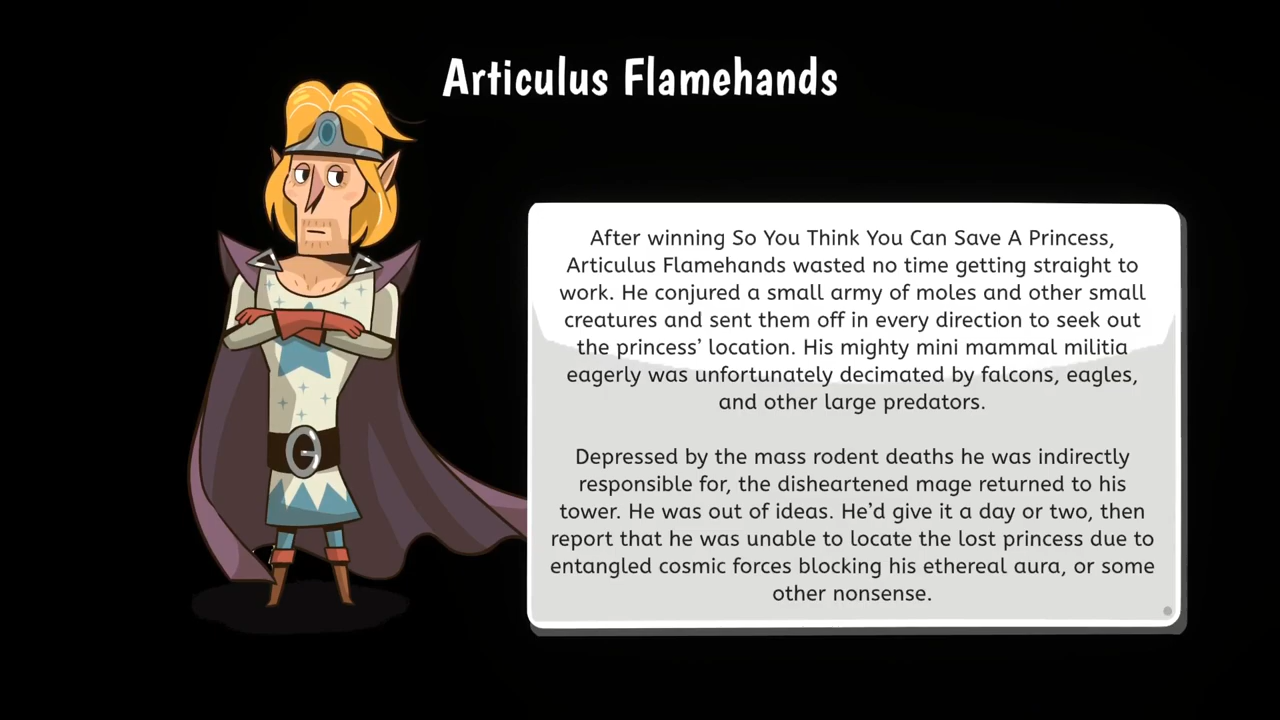 Articulus Flamehands
After winning So You Think You Can Save A Princess,
Articulus Flamehands wasted no time getting straight to
work. He conjured a small army of moles and other small
creatures and sent them off in every direction to seek out
the princess’ location. His mighty mini mammal militia
eagerly was unfortunately decimated by falcons, eagles,
and other large predators.
Depressed by the mass rodent deaths he was indirectly
responsible for, the disheartened mage returned to his
tower. He was out of ideas. He’d give it a day or two, then
report that he was unable to locate the lost princess due to
entangled cosmic forces blocking his ethereal aura, or some
other nonsense.